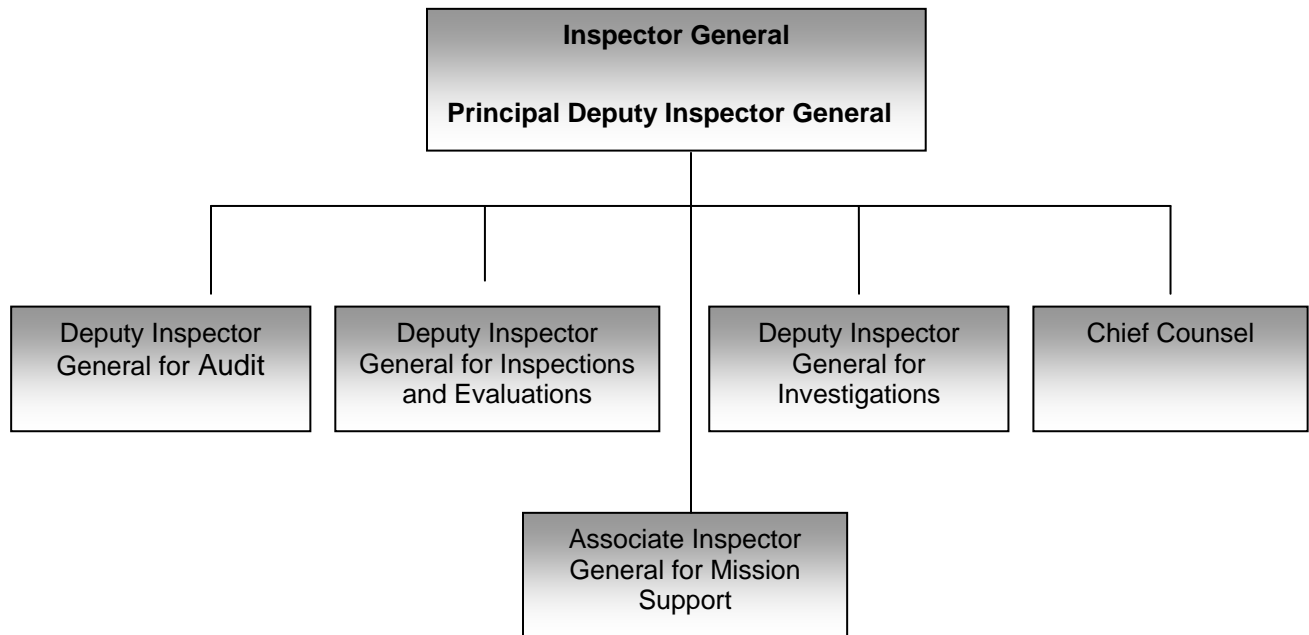 Inspector General
Principal Deputy Inspector General
Deputy Inspector
General for Audit
Deputy Inspector
General for Inspections
and Evaluations
Deputy Inspector
General for
Investigations
Chief Counsel
Associate Inspector
General for Mission
Support